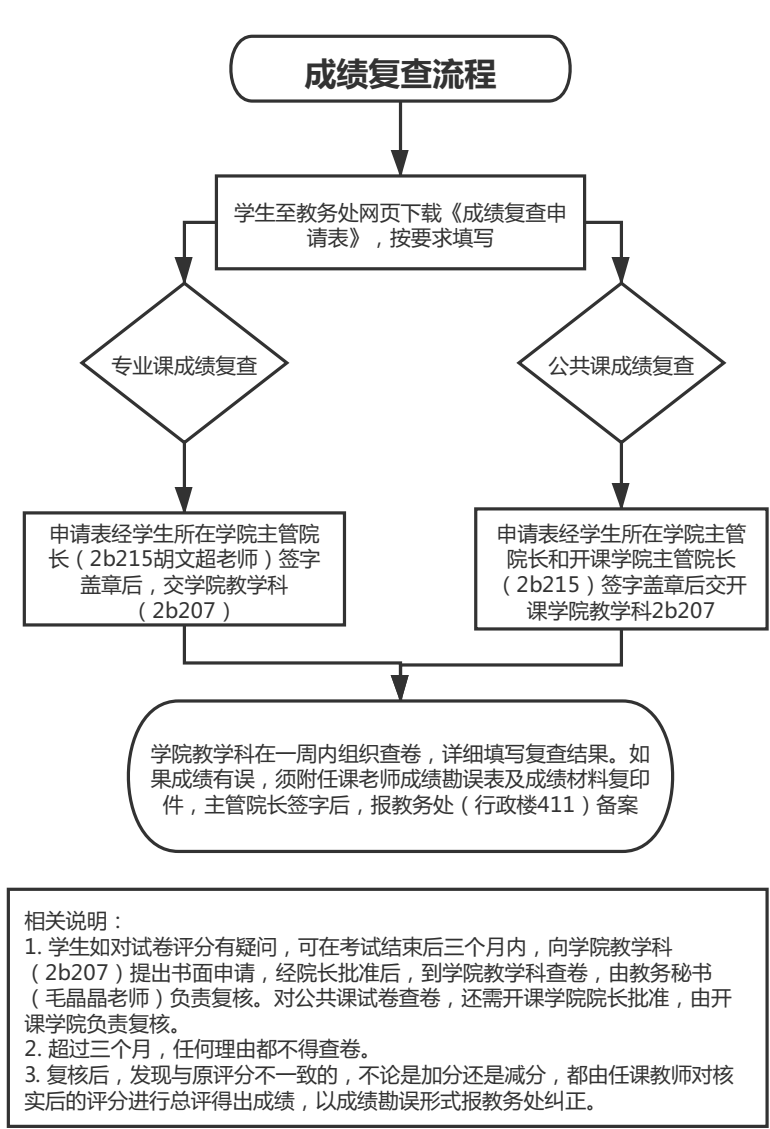 成绩复查流程
学生至教务处网页下载《成绩复查申
请表》，按要求填写
专业课成绩复查
公共课成绩复查
申请表经学生所在学院主管院
长（2b215胡文超老师）签字
盖章后，交学院教学科
（2b207）
申请表经学生所在学院主管
院长和开课学院主管院长
（2b215）签字盖章后交开
课学院教学科2b207
学院教学科在一周内组织查卷，详细填写复查结果。如
果成绩有误，须附任课老师成绩勘误表及成绩材料复印
件，主管院长签字后，报教务处（行政楼411）备案
相关说明：
1. 学生如对试卷评分有疑问，可在考试结束后三个月内，向学院教学科
（2b207）提出书面申请，经院长批准后，到学院教学科查卷，由教务秘书
（毛晶晶老师）负责复核。对公共课试卷查卷，还需开课学院院长批准，由开
课学院负责复核。
2. 超过三个月，任何理由都不得查卷。
3. 复核后，发现与原评分不一致的，不论是加分还是减分，都由任课教师对核
实后的评分进行总评得出成绩，以成绩勘误形式报教务处纠正。